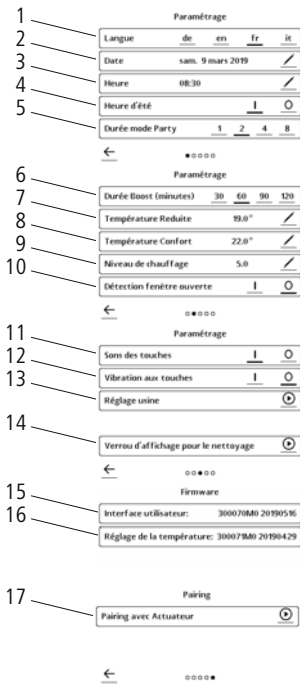 Paramétrage
1 Langue de en fr it
2 Date sam. 9 mars 2019
3 Heure 08:30
4 Heure d'été I O
5 Durée mode Party 1 2 4 8
Paramétrage
6 Durée Boost (minutes) 30 60 90 120
7 Température Reduite 19.0°
8 Température Confort 22.0°
9 Niveau de chauffage 5.0
10 Détection fenêtre ouverte I O
Paramétrage
11 Sons des touches I O
12 Vibration aux touches I O
13 Réglage usine
14 Verrou d'affichage pour le nettoyage
Firmware
15 Interface utilisateur: 300070M0 20190516
16 Réglage de la température: 300071M0 20190429
Pairing
17 Pairing avec Actuateur